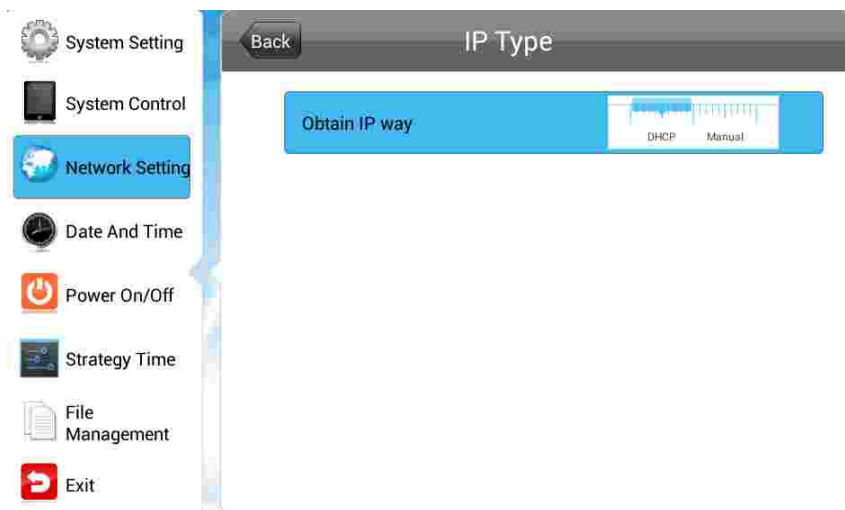 System Setting
System Control
Network Setting
Date And Time
Power On/Off
Strategy Time
File
Management
Exit
Back
IP Type
Obtain IP way
DHCP Manual